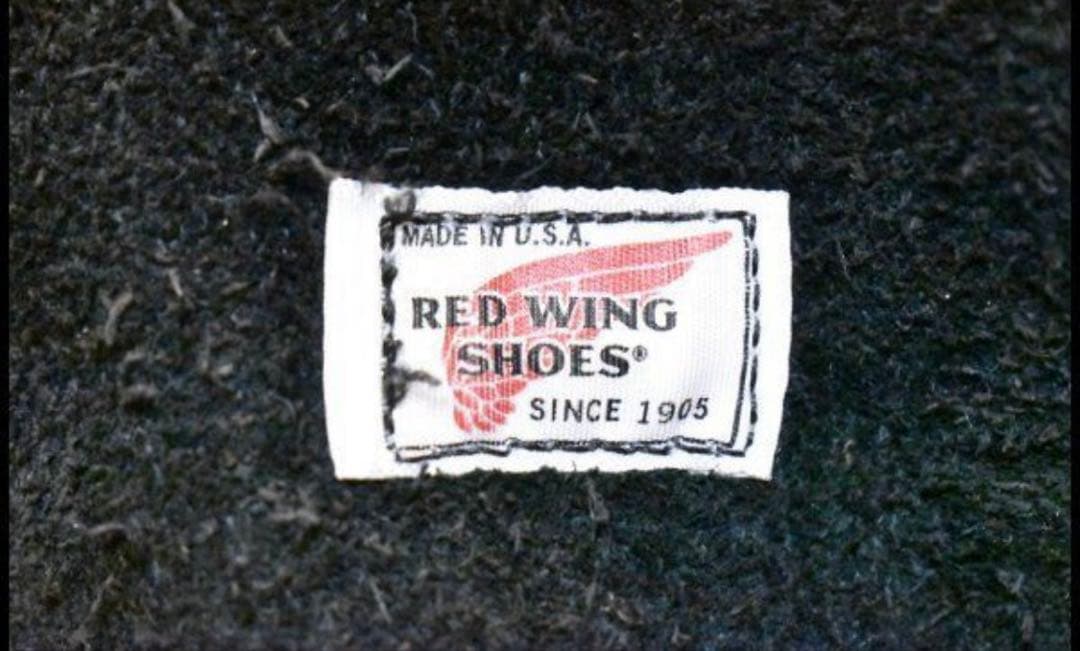 MADE IN U.S.A.
RED WING
SHOES®
SINCE 1905